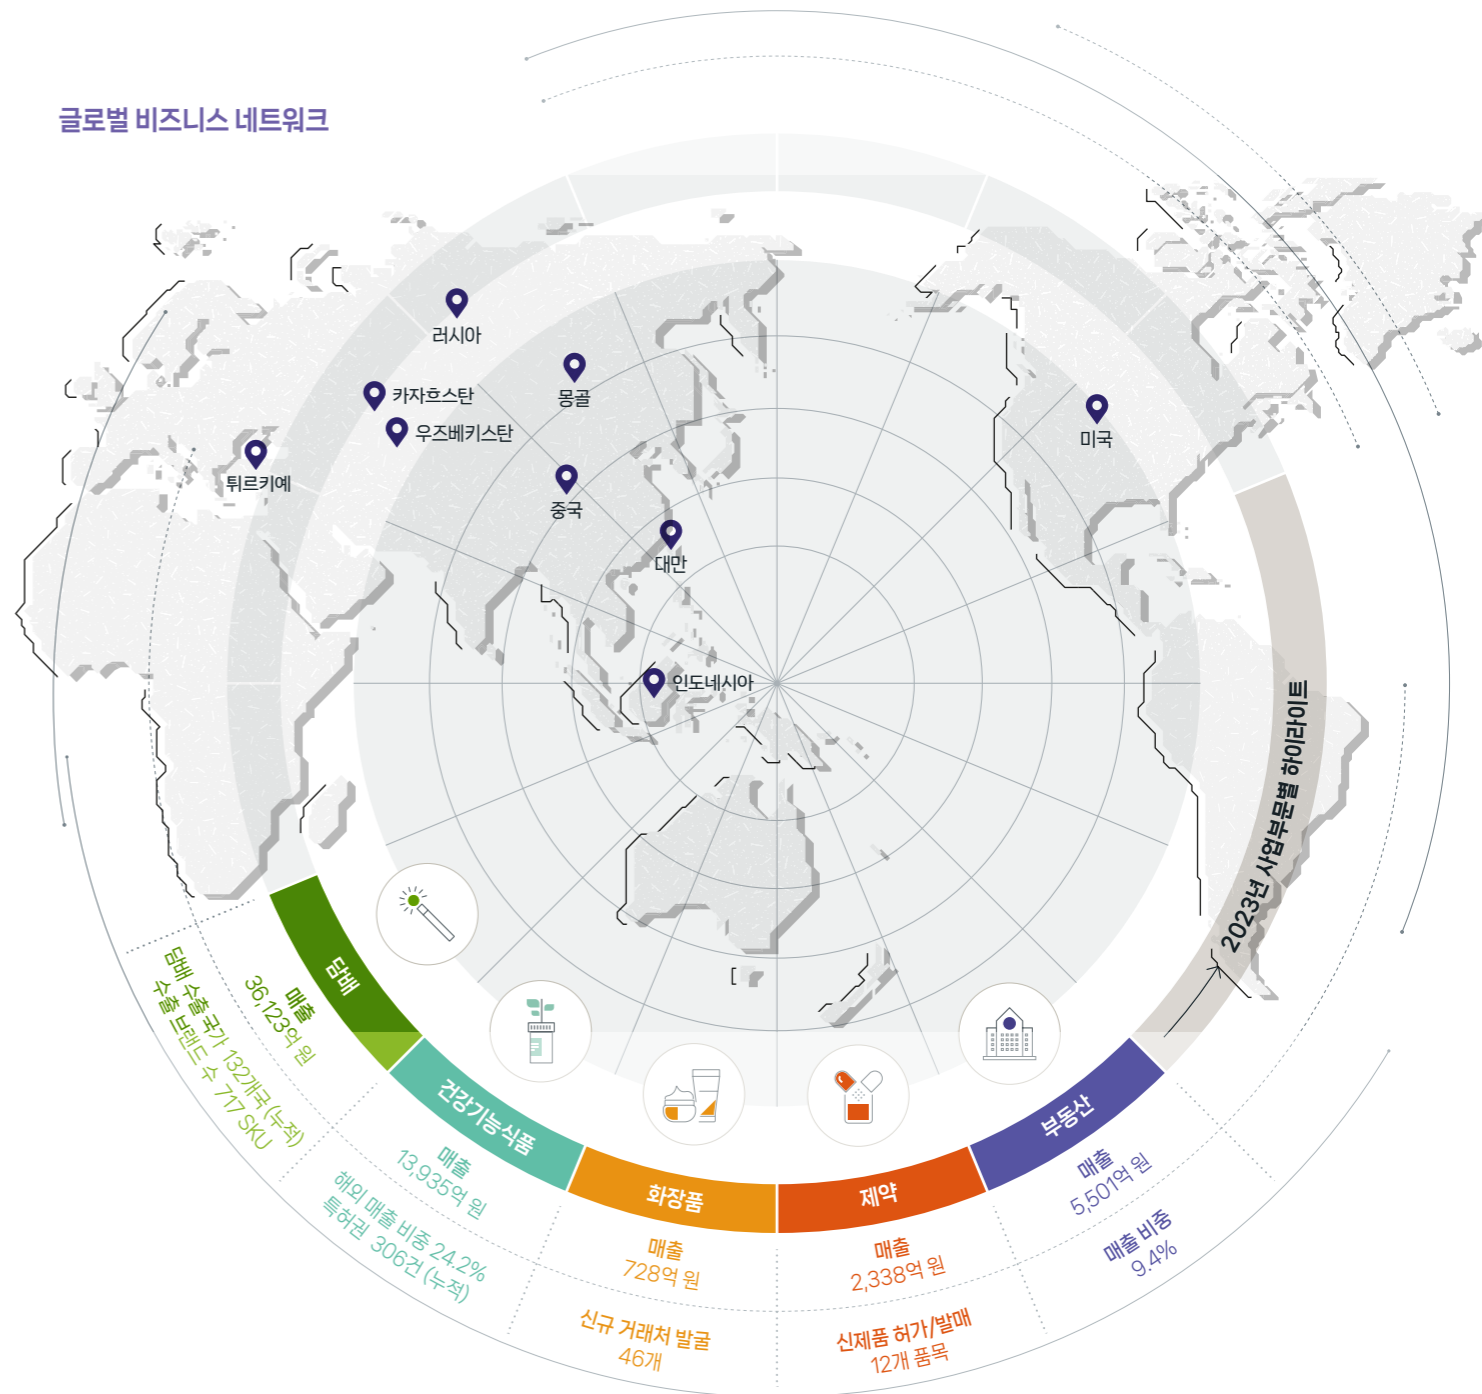 글로벌 비즈니스 네트워크
러시아
몽골
카자흐스탄
우즈베키스탄
튀르키예
중국
대만
인도네시아
미국
2023년 사업부문별 하이라이트
담배
매출
36,123억 원
담배 수출 국가 132개국 (누적)
수출 브랜드 수 717 SKU
건강기능식품
매출
13,935억 원
해외 매출 비중 24.2%
특허권 306건 (누적)
화장품
매출
728억 원
신규 거래처 발굴
46개
제약
매출
2,338억 원
신제품 허가/발매
12개 품목
부동산
매출
5,501억 원
매출 비중
9.4%